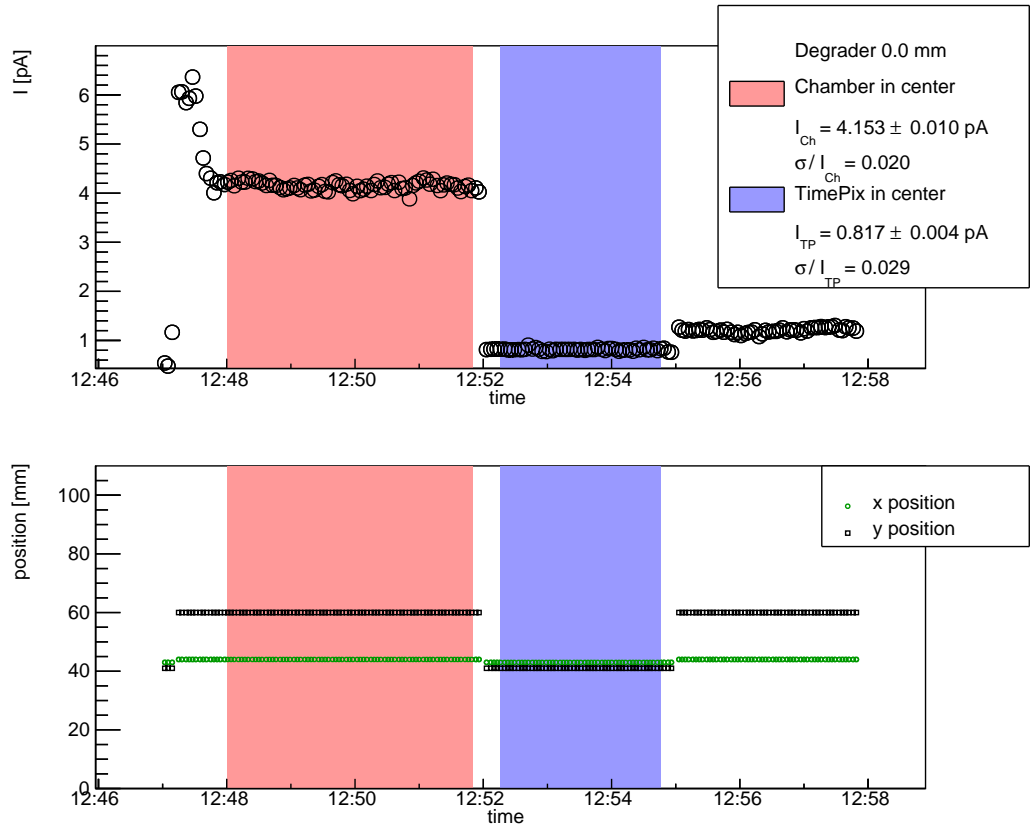 I [pA]
6
5
4
3
2
1
12:46 12:48 12:50 12:52 12:54 12:56 12:58
time
Degrader 0.0 mm
Chamber in center
I_Ch = 4.153 ± 0.010 pA
σ / I_Ch = 0.020
TimePix in center
I_TP = 0.817 ± 0.004 pA
σ / I_TP = 0.029
position [mm]
100
80
60
40
20
0
12:46 12:48 12:50 12:52 12:54 12:56 12:58
time
x position
y position